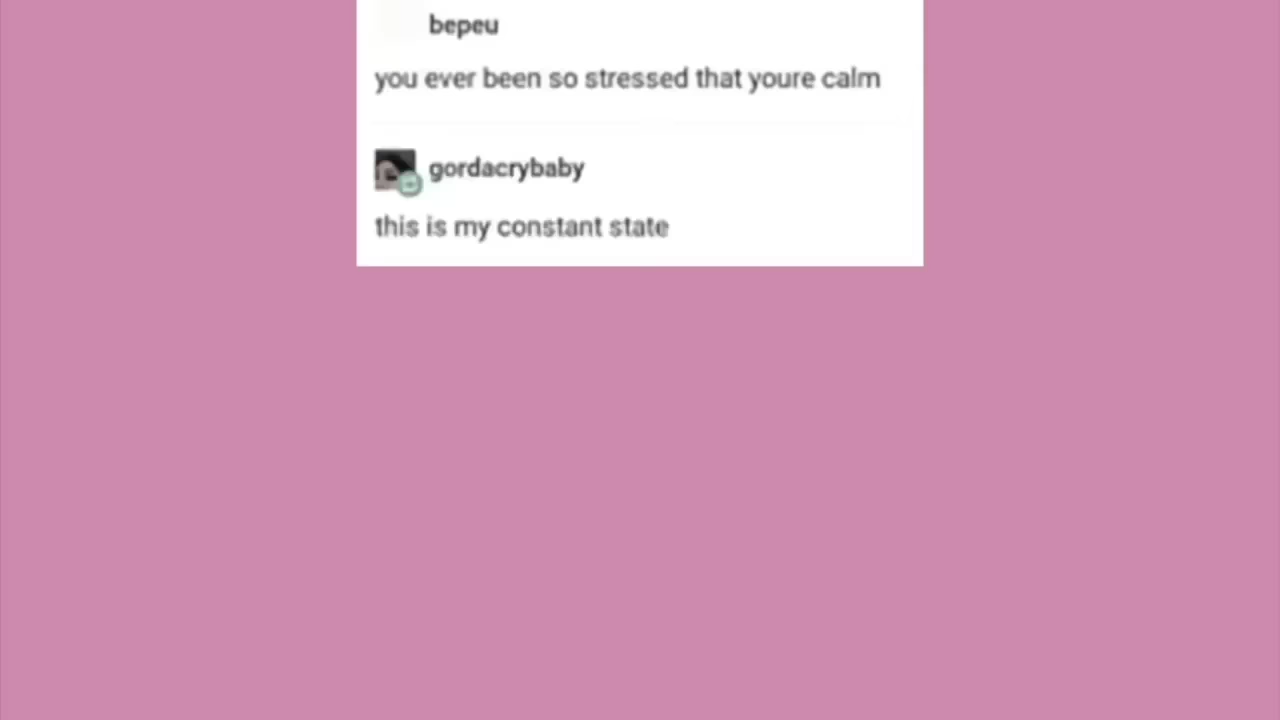 bepeu
you ever been so stressed that youre calm
gordacrybaby
this is my constant state